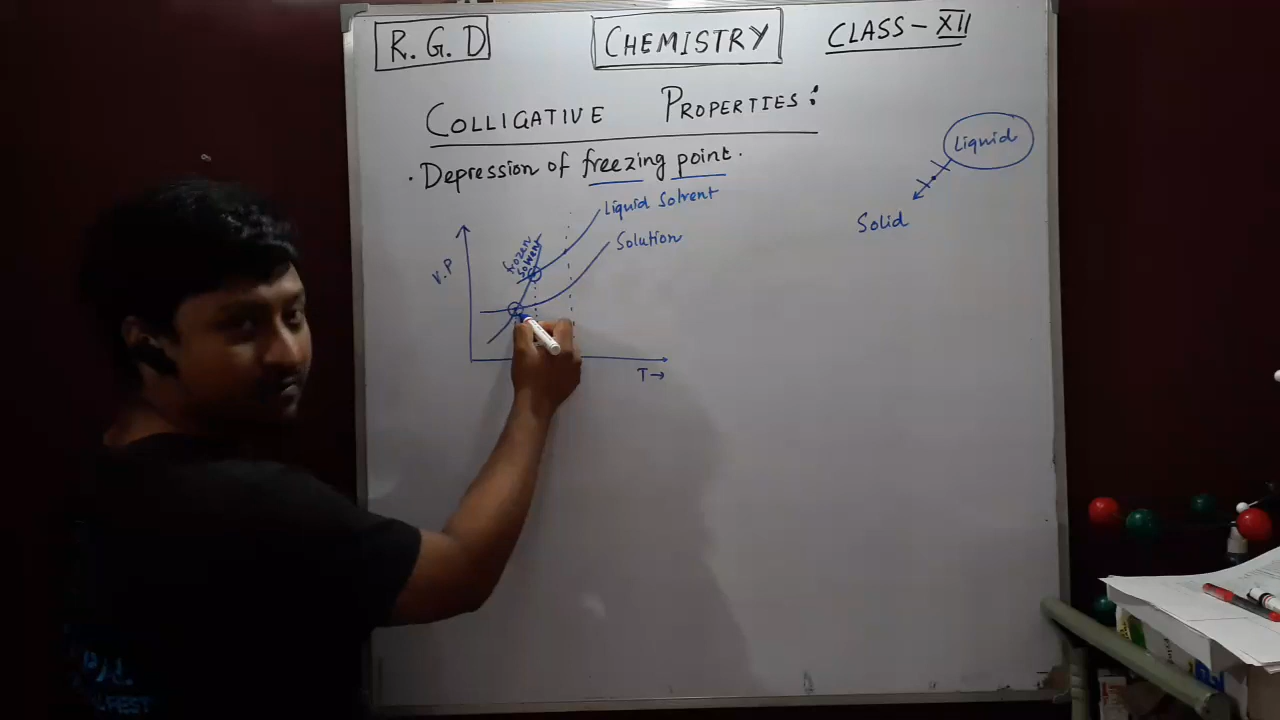 R. G. D
CHEMISTRY
CLASS - XII
COLLIGATIVE PROPERTIES:
. Depression of freezing point.
Liquid
Solid
Liquid Solvent
Solution
frozen
Solvent
V.P
T→